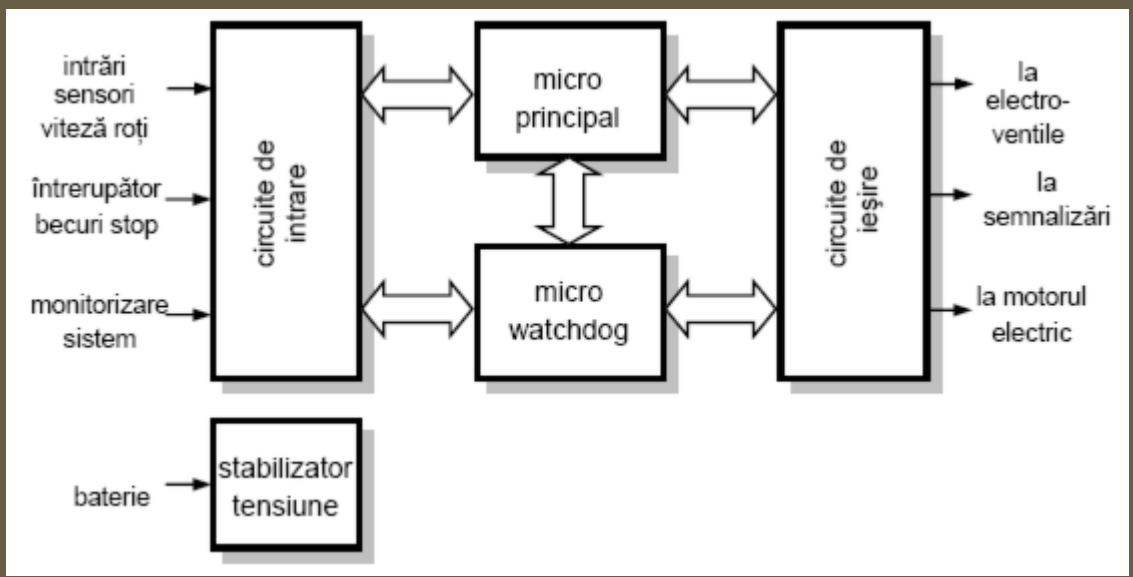 intrări
sensori
viteză roți
întrerupător
becuri stop
monitorizare
sistem
circuite de
intrare
micro
principal
micro
watchdog
circuite de
ieșire
la
electro-
ventile
la
semnalizări
la motorul
electric
baterie
stabilizator
tensiune